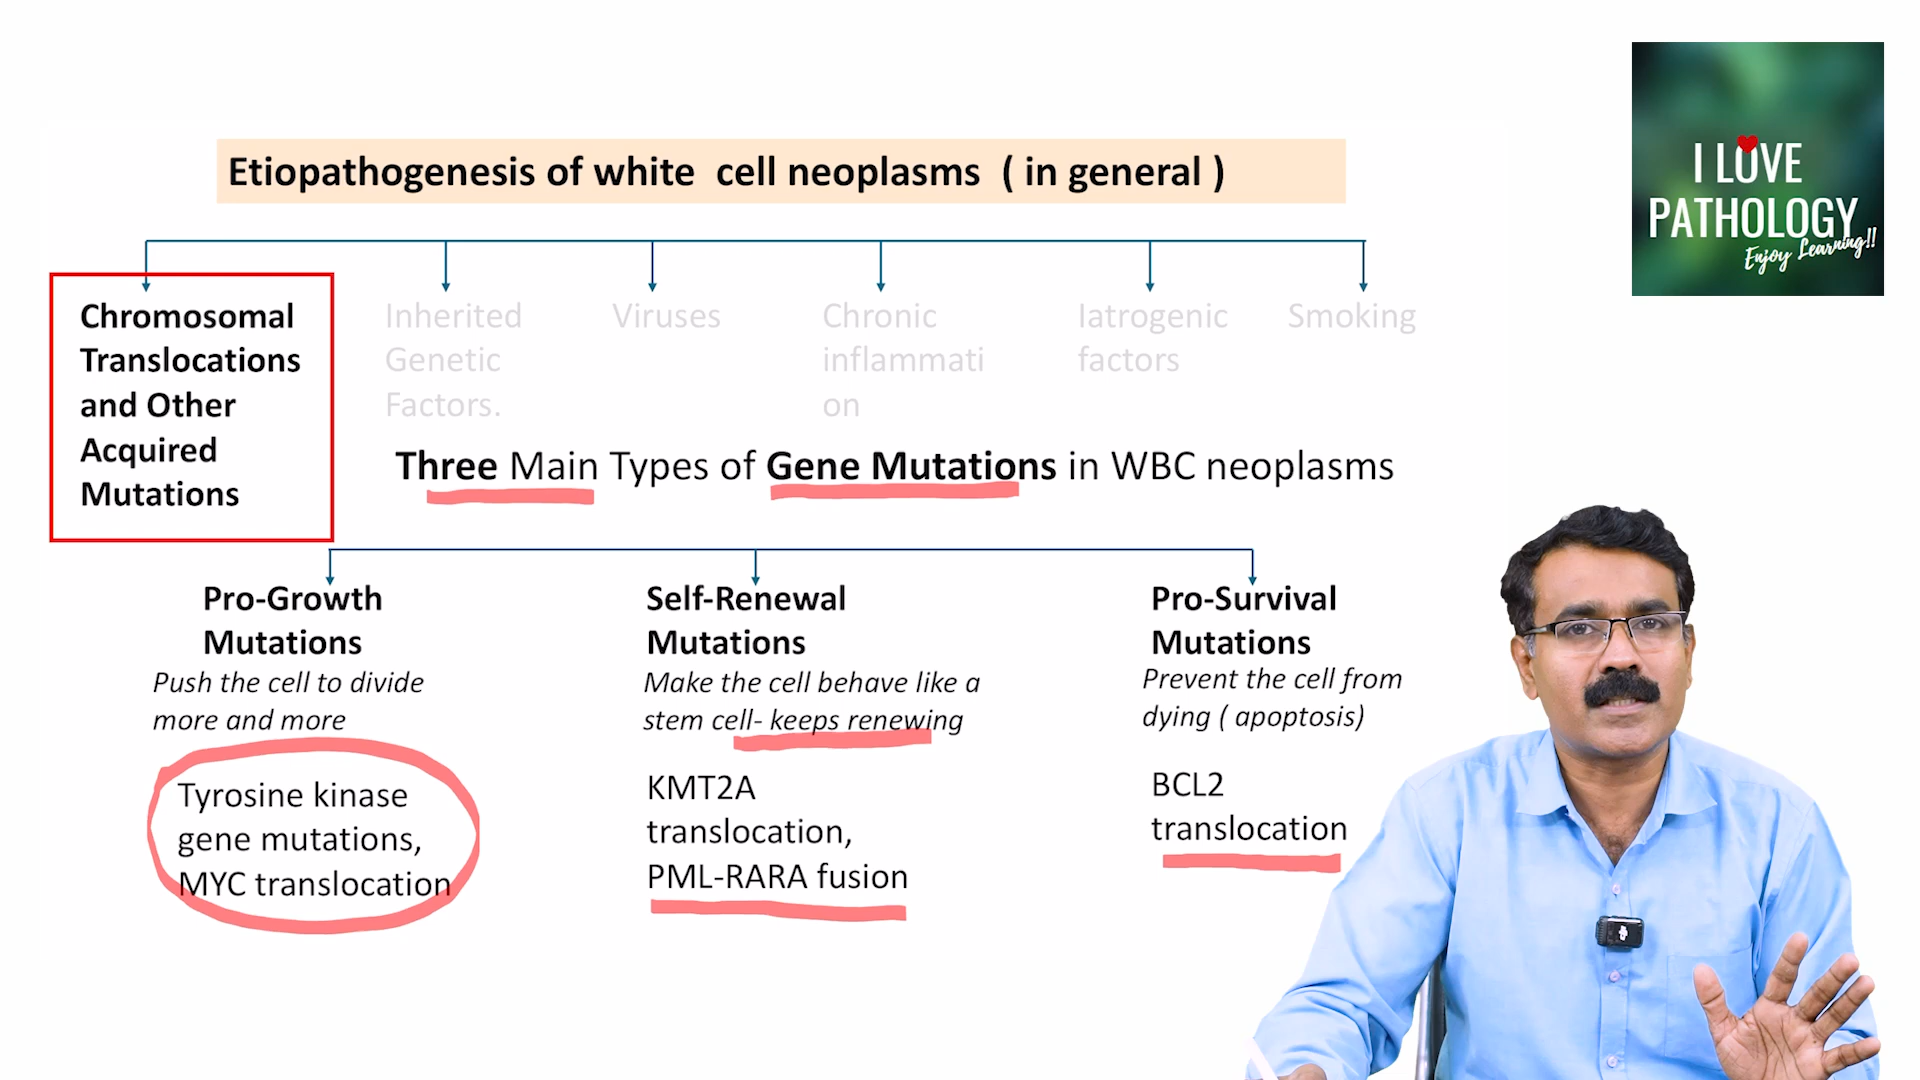 Etiopathogenesis of white cell neoplasms ( in general )
I LOVE
PATHOLOGY
Enjoy Learning!!
Chromosomal
Translocations
and Other
Acquired
Mutations
Inherited
Genetic
Factors.
Viruses
Chronic
inflammati
on
Iatrogenic
factors
Smoking
Three Main Types of Gene Mutations in WBC neoplasms
Pro-Growth
Mutations
Push the cell to divide
more and more
Tyrosine kinase
gene mutations,
MYC translocation
Self-Renewal
Mutations
Make the cell behave like a
stem cell- keeps renewing
KMT2A
translocation,
PML-RARA fusion
Pro-Survival
Mutations
Prevent the cell from
dying ( apoptosis)
BCL2
translocation